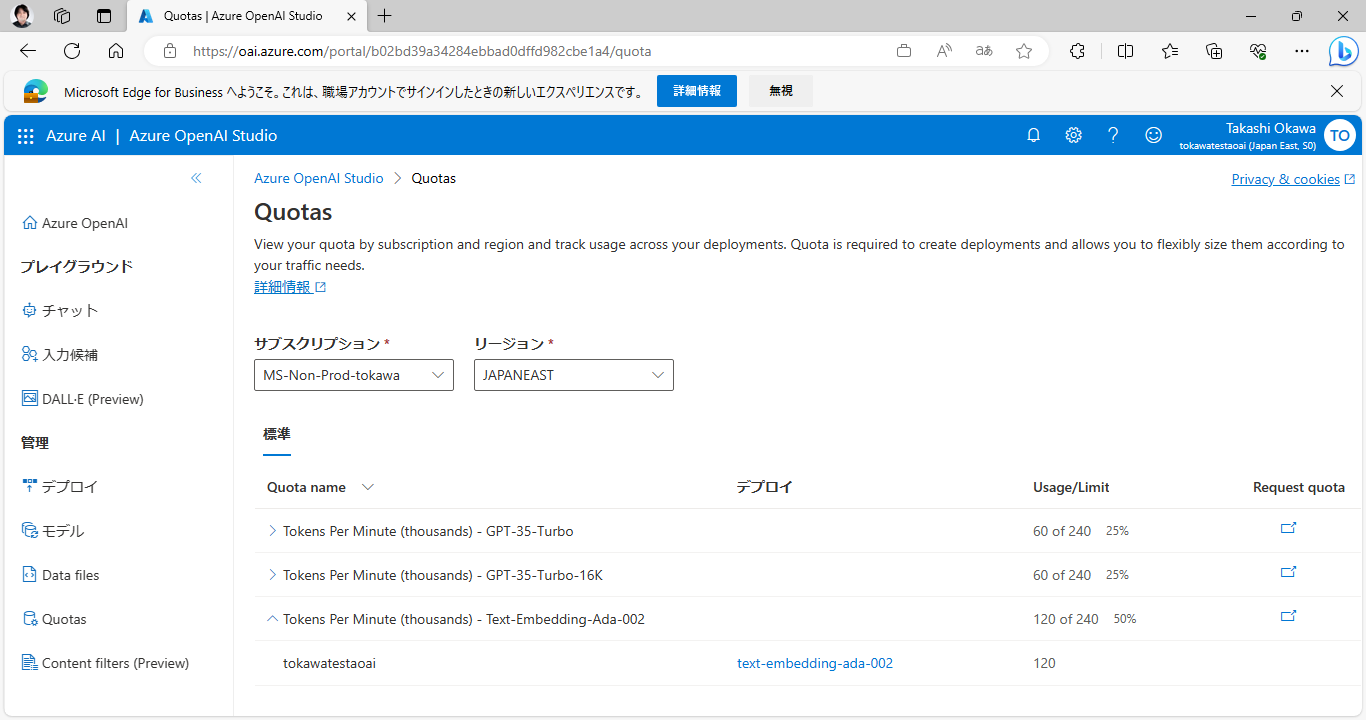 Quotas | Azure OpenAI Studio
https://oai.azure.com/portal/b02bd39a34284ebbad0dffd982cbe1a4/quota
Microsoft Edge for Business へようこそ。これは、職場アカウントでサインインしたときの新しいエクスペリエンスです。 詳細情報 無視
Azure AI | Azure OpenAI Studio
Takashi Okawa
tokawatestaoai (Japan East, S0)
TO
Azure OpenAI
プレイグラウンド
チャット
入力候補
DALL·E (Preview)
管理
デプロイ
モデル
Data files
Quotas
Content filters (Preview)
Azure OpenAI Studio > Quotas
Privacy & cookies
Quotas
View your quota by subscription and region and track usage across your deployments. Quota is required to create deployments and allows you to flexibly size them according to
your traffic needs.
詳細情報
サブスクリプション * リージョン *
MS-Non-Prod-tokawa JAPANEAST
標準
Quota name デプロイ Usage/Limit Request quota
Tokens Per Minute (thousands) - GPT-35-Turbo 60 of 240 25%
Tokens Per Minute (thousands) - GPT-35-Turbo-16K 60 of 240 25%
Tokens Per Minute (thousands) - Text-Embedding-Ada-002 120 of 240 50%
tokawatestaoai text-embedding-ada-002 120